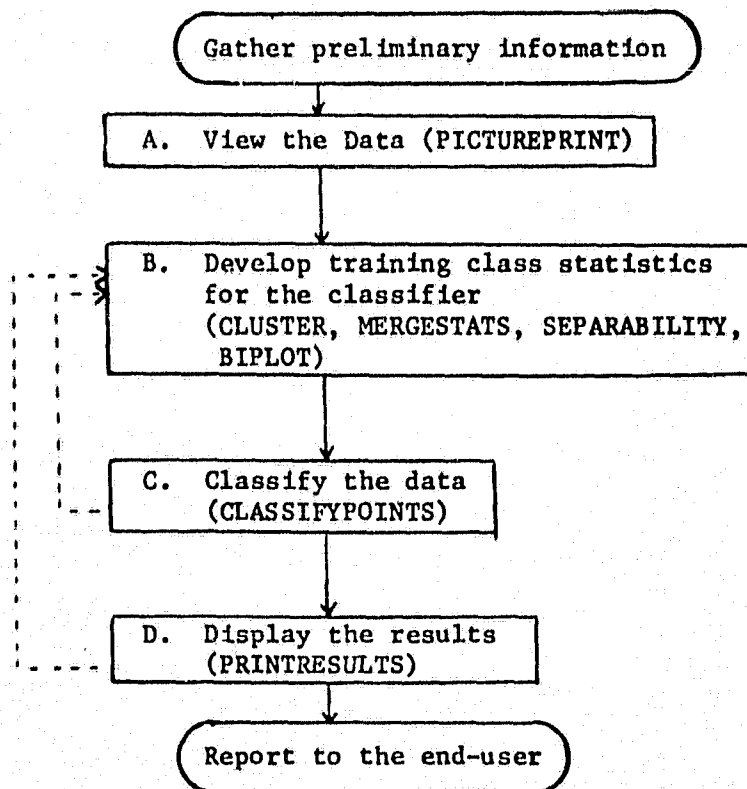 Gather preliminary information
A. View the Data (PICTUREPRINT)
B. Develop training class statistics
for the classifier
(CLUSTER, MERGESTATS, SEPARABILITY,
BIPLOT)
C. Classify the data
(CLASSIFYPOINTS)
D. Display the results
(PRINTRESULTS)
Report to the end-user